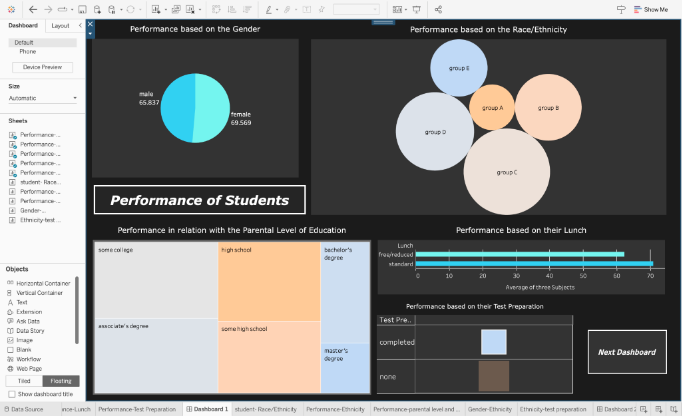 Dashboard
Layout
Show Me
Default
Phone
Device Preview
Size
Automatic
Sheets
Performance-...
Performance-...
Performance-...
Performance-...
Performance-...
student- Race...
Performance-...
Performance-...
Gender-...
Ethnicity-test ...
Objects
Horizontal Container
Vertical Container
Text
Extension
Ask Data
Data Story
Image
Blank
Workflow
Web Page
Tiled
Floating
Show dashboard title
Performance based on the Gender
male
65.837
female
69.569
Performance based on the Race/Ethnicity
group E
group A
group B
group D
group C
Performance of Students
Performance in relation with the Parental Level of Education
some college
high school
bachelor's
degree
associate's degree
some high school
master's
degree
Performance based on their Lunch
Lunch
free/reduced
standard
0 10 20 30 40 50 60 70
Average of three Subjects
Performance based on their Test Preparation
Test Pre..
completed
none
Next Dashboard
Data Source
nce-Lunch
Performance-Test Preparation
Dashboard 1
student- Race/Ethnicity
Performance-Ethnicity
Performance-parental level and ...
Gender-Ethnicity
Ethnicity-test preparation
Dashboard 2